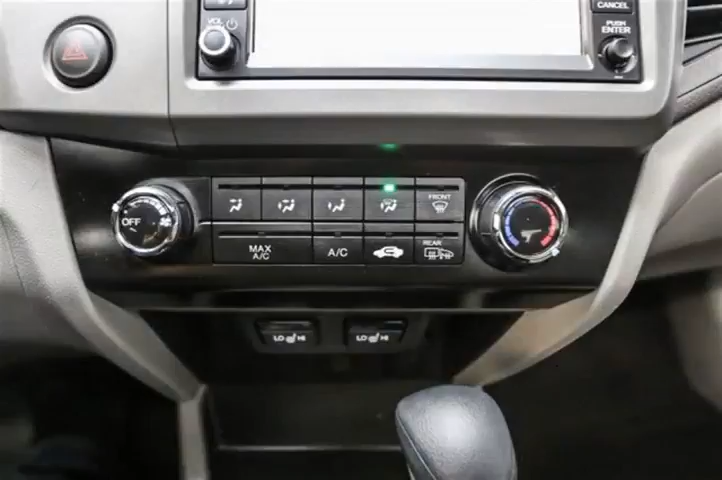 CANCEL
VOL
PUSH
ENTER
OFF
FRONT
MAX
A/C
A/C
REAR
LO HI
LO HI